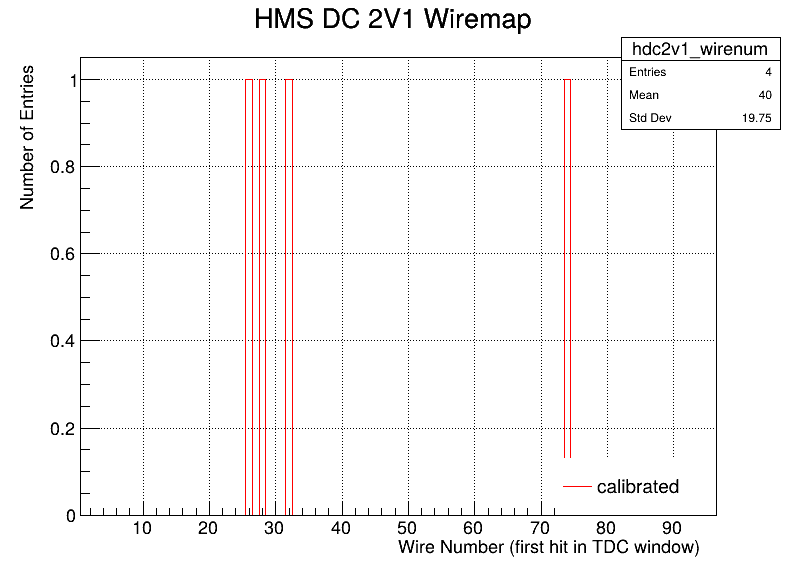 HMS DC 2V1 Wiremap
hdc2v1_wirenum
Entries 4
Mean 40
Std Dev 19.75
Number of Entries
1
0.8
0.6
0.4
0.2
0
calibrated
10 20 30 40 50 60 70 80 90
Wire Number (first hit in TDC window)